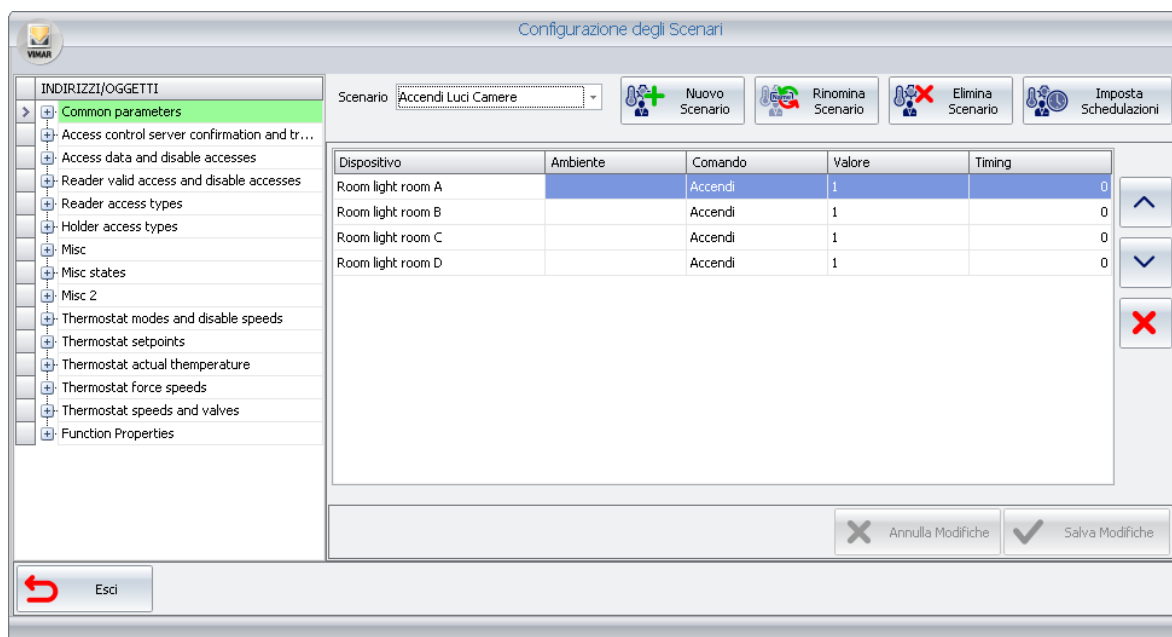 Configurazione degli Scenari
VIMAR
INDIRIZZI/OGGETTI
Common parameters
Access control server confirmation and tr...
Access data and disable accesses
Reader valid access and disable accesses
Reader access types
Holder access types
Misc
Misc states
Misc 2
Thermostat modes and disable speeds
Thermostat setpoints
Thermostat actual themperature
Thermostat force speeds
Thermostat speeds and valves
Function Properties
Scenario Accendi Luci Camere
Nuovo
Scenario
Rinomina
Scenario
Elimina
Scenario
Imposta
Schedulazioni
Dispositivo Ambiente Comando Valore Timing
Room light room A Accendi 1 0
Room light room B Accendi 1 0
Room light room C Accendi 1 0
Room light room D Accendi 1 0
Annulla Modifiche
Salva Modifiche
Esci